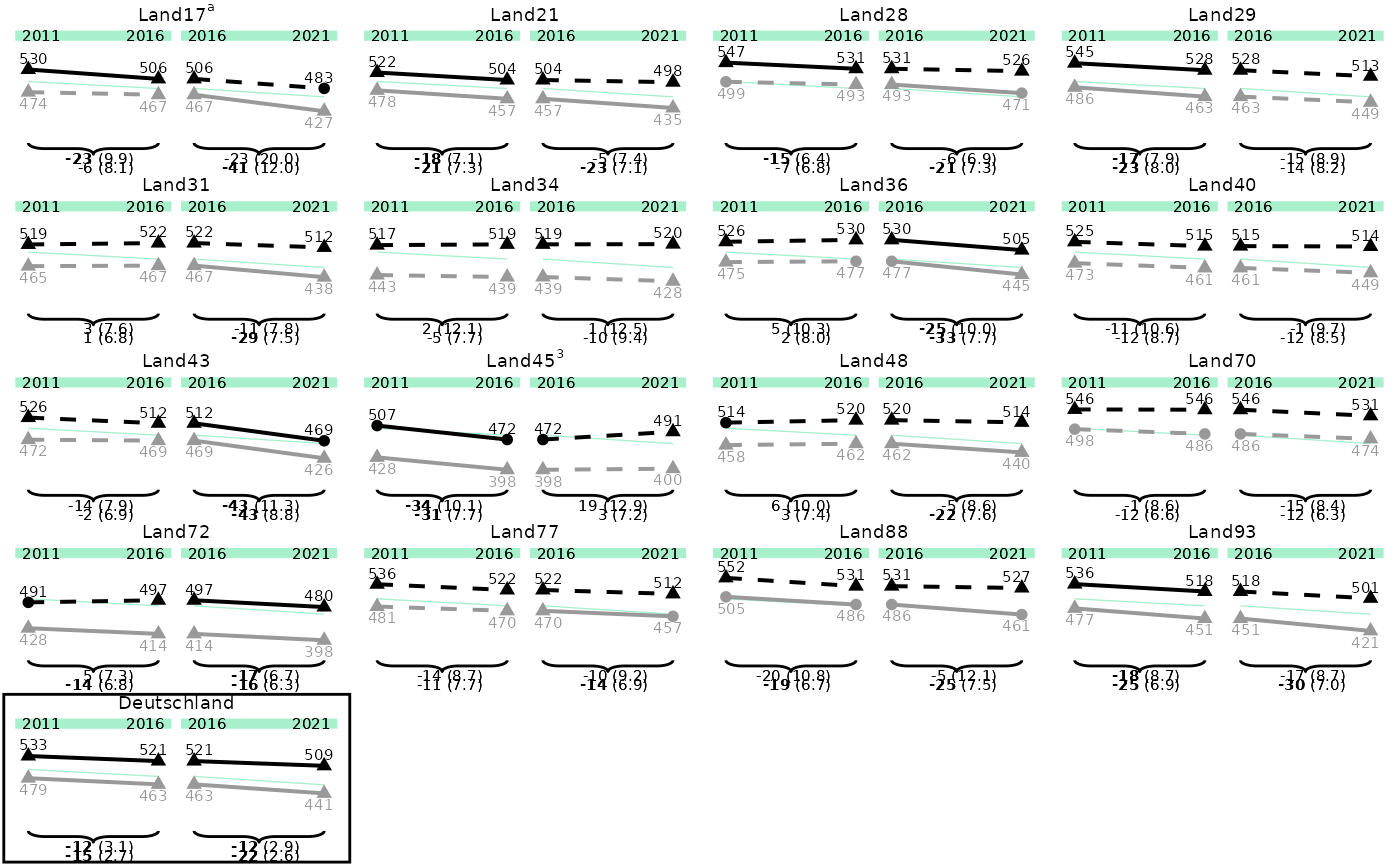 Land17a Land21 Land28 Land29
2011 2016 2016 2021 2011 2016 2016 2021 2011 2016 2016 2021 2011 2016 2016 2021
530 506 506 483 522 504 504 498 547 531 531 526 545 528 528 513
474 467 467 427 478 457 457 435 499 493 493 471 486 463 463 449
-23 (9.9) -23 (20.0) -18 (7.1) -5 (7.4) -15 (6.4) -6 (6.9) -17 (7.9) -15 (8.9)
-6 (8.1) -41 (12.0) -21 (7.3) -23 (7.1) -7 (6.8) -21 (7.3) -23 (8.0) -14 (8.2)
Land31 Land34 Land36 Land40
2011 2016 2016 2021 2011 2016 2016 2021 2011 2016 2016 2021 2011 2016 2016 2021
519 522 522 512 517 519 519 520 526 530 530 505 525 515 515 514
465 467 467 438 443 439 439 428 475 477 477 445 473 461 461 449
3 (7.6) -11 (7.8) 2 (12.1) 1 (12.5) 5 (10.3) -25 (10.0) -11 (10.6) -1 (9.7)
1 (6.8) -29 (7.5) -5 (7.7) -10 (9.4) 2 (8.0) -33 (7.7) -12 (8.7) -12 (8.5)
Land43 Land453 Land48 Land70
2011 2016 2016 2021 2011 2016 2016 2021 2011 2016 2016 2021 2011 2016 2016 2021
526 512 512 469 507 472 472 491 514 520 520 514 546 546 546 531
472 469 469 426 428 398 398 400 458 462 462 440 498 486 486 474
-14 (7.9) -43 (11.3) -34 (10.1) 19 (12.9) 6 (10.0) -5 (8.6) -1 (8.6) -15 (8.4)
-2 (6.9) -43 (8.8) -31 (7.7) 3 (7.2) 3 (7.4) -22 (7.6) -12 (6.6) -12 (6.3)
Land72 Land77 Land88 Land93
2011 2016 2016 2021 2011 2016 2016 2021 2011 2016 2016 2021 2011 2016 2016 2021
491 497 497 480 536 522 522 512 552 531 531 527 536 518 518 501
428 414 414 398 481 470 470 457 505 486 486 461 477 451 451 421
5 (7.3) -17 (6.7) -14 (8.7) -10 (9.2) -20 (10.8) -5 (12.1) -18 (8.7) -17 (8.7)
-14 (6.8) -16 (6.3) -11 (7.7) -14 (6.9) -19 (6.7) -25 (7.5) -25 (6.9) -30 (7.0)
Deutschland
2011 2016 2016 2021
533 521 521 509
479 463 463 441
-12 (3.1) -12 (2.9)
-15 (2.7) -22 (2.6)